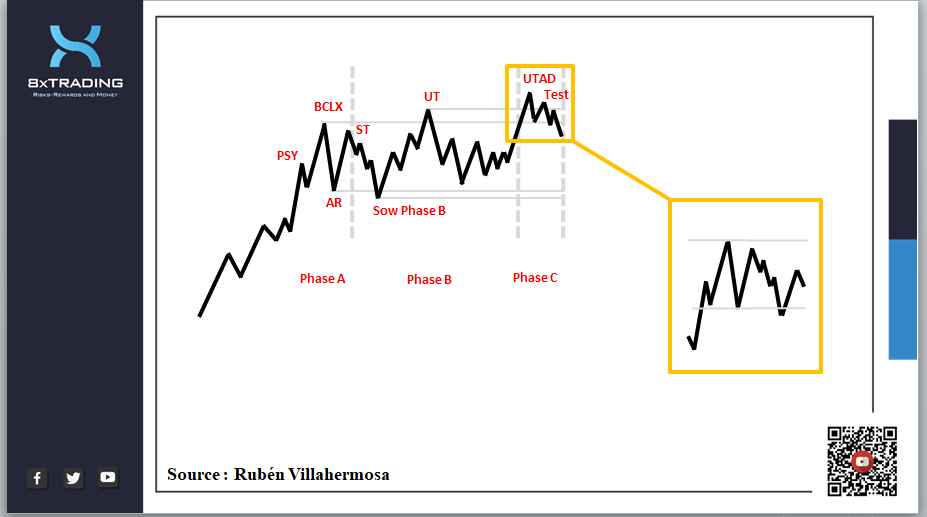 8xTRADING
RISKS-REWARDS AND MONEY
UTAD
Test
UT
BCLX
ST
PSY
AR
Sow Phase B
Phase A
Phase B
Phase C
Source : Rubén Villahermosa